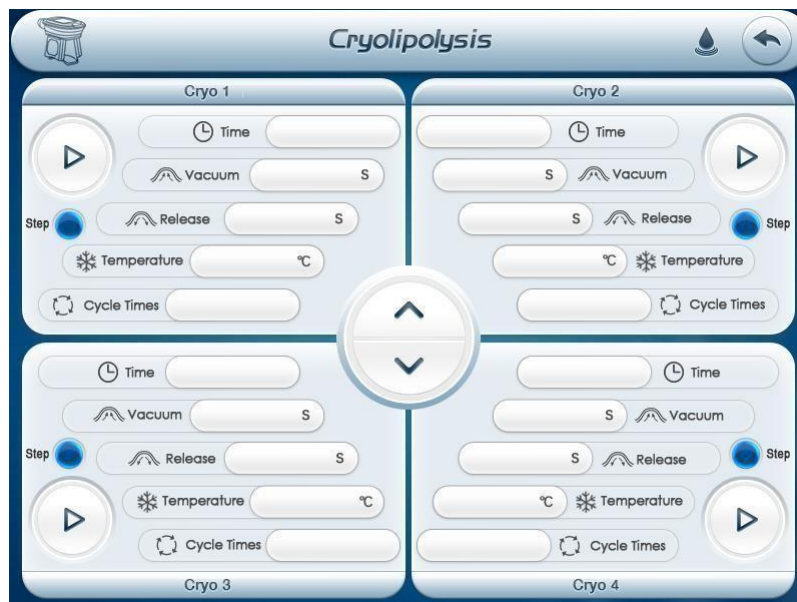 Cryolipolysis
Cryo 1
Time
Vacuum S
Step
Release S
Temperature °C
Cycle Times
Cryo 2
Time
S Vacuum
S Release
Step
°C Temperature
Cycle Times
Time
Vacuum S
Step
Release S
Temperature °C
Cycle Times
Cryo 3
Time
S Vacuum
S Release
Step
°C Temperature
Cycle Times
Cryo 4